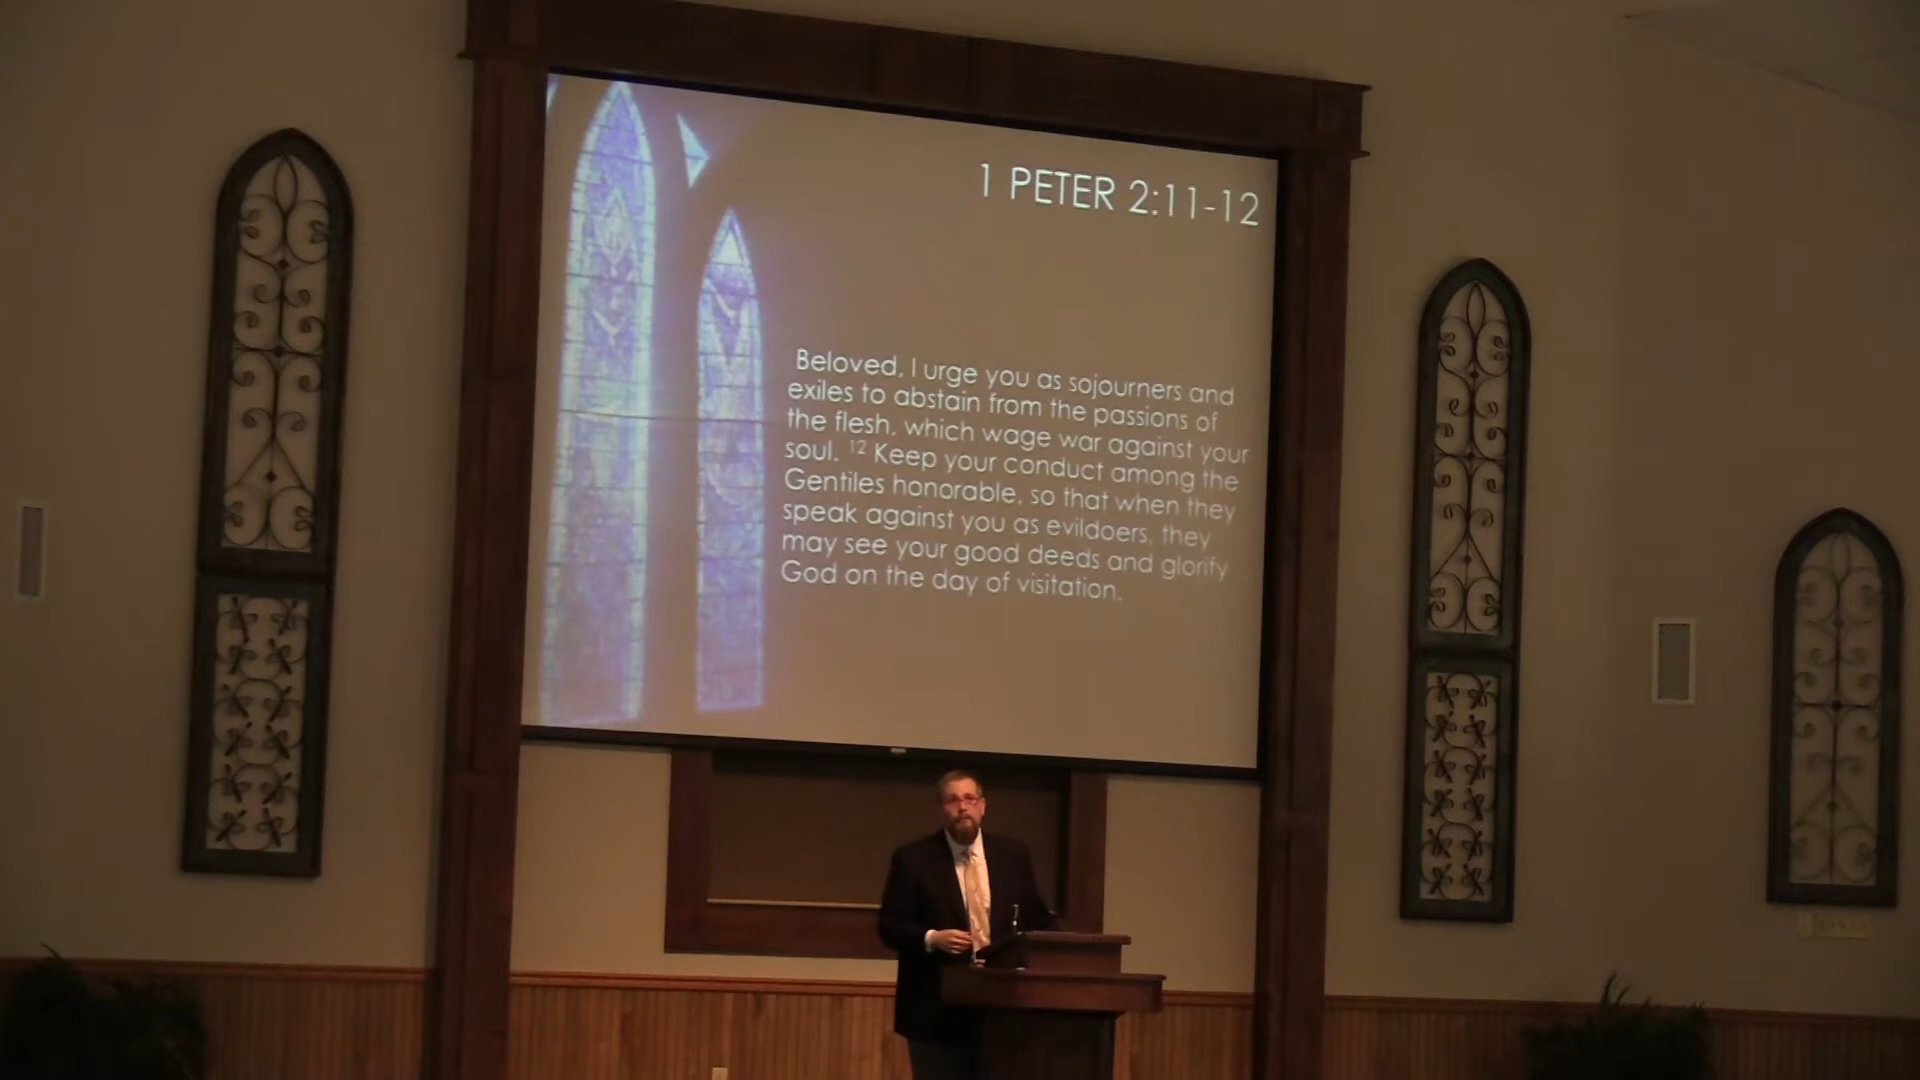 1 PETER 2:11-12
Beloved, I urge you as sojourners and
exiles to abstain from the passions of
the flesh, which wage war against your
soul. 12 Keep your conduct among the
Gentiles honorable, so that when they
speak against you as evildoers, they
may see your good deeds and glorify
God on the day of visitation.